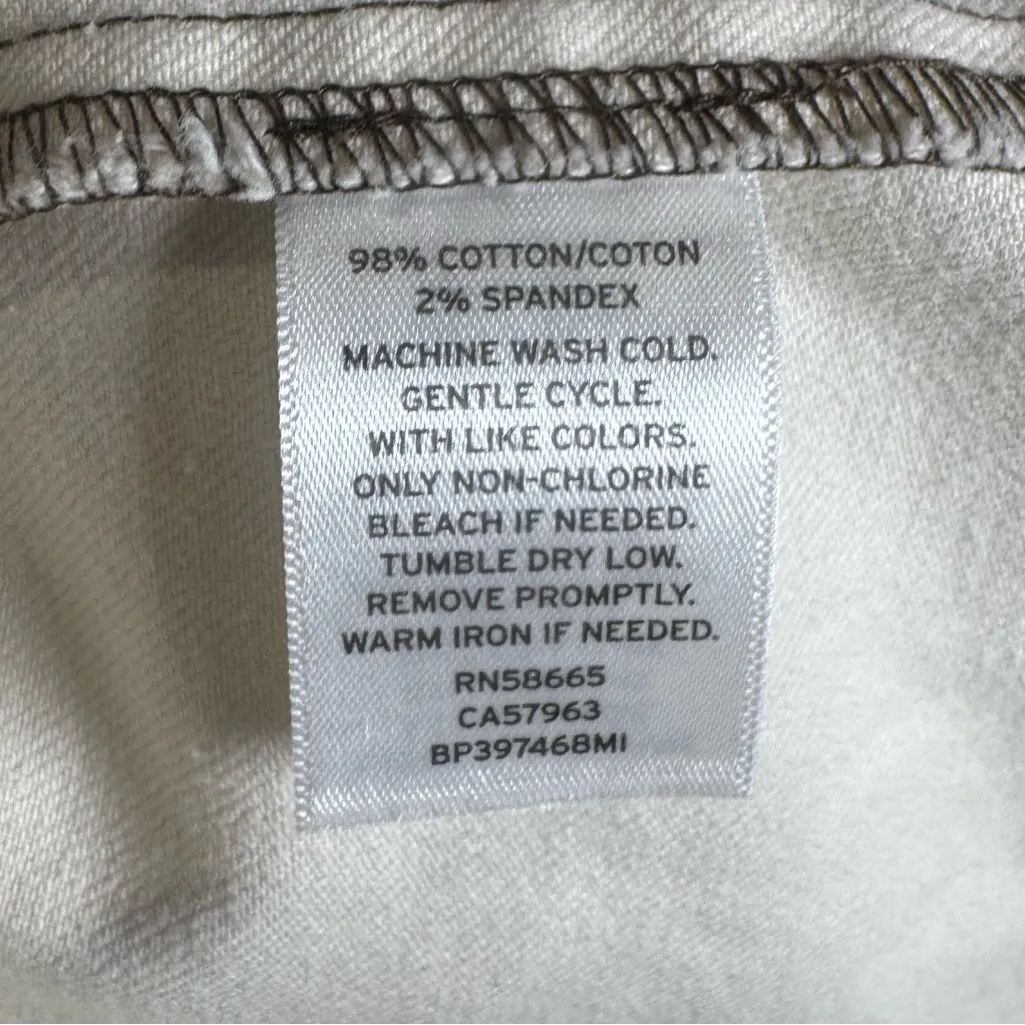 98% COTTON/COTON
2% SPANDEX
MACHINE WASH COLD.
GENTLE CYCLE.
WITH LIKE COLORS.
ONLY NON-CHLORINE
BLEACH IF NEEDED.
TUMBLE DRY LOW.
REMOVE PROMPTLY.
WARM IRON IF NEEDED.
RN58665
CA57963
BP397468MI